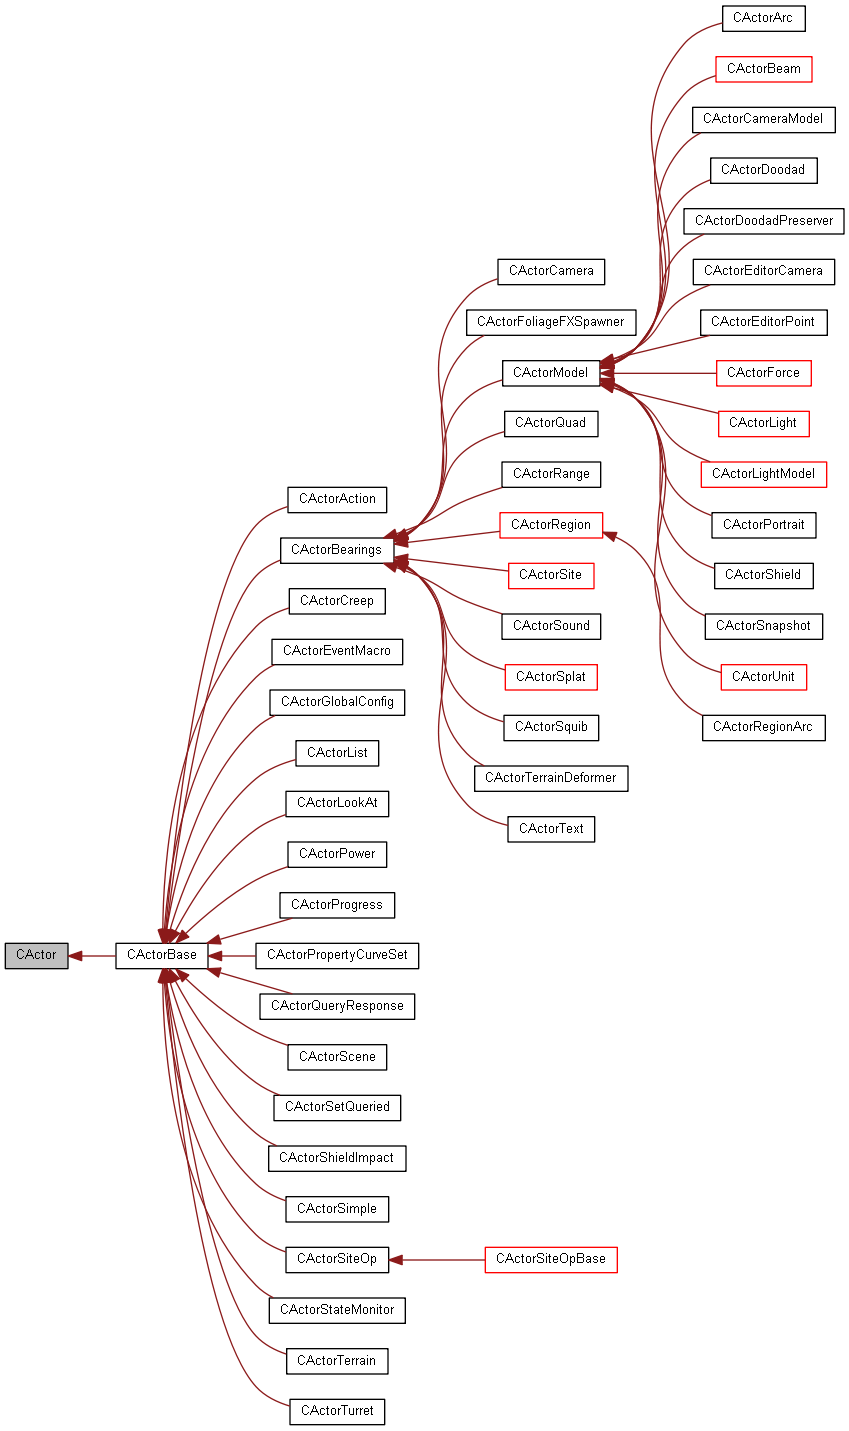 CActorArc
CActorBeam
CActorCameraModel
CActorDoodad
CActorDoodadPreserver
CActorCamera
CActorEditorCamera
CActorFoliageFXSpawner
CActorEditorPoint
CActorModel
CActorForce
CActorQuad
CActorLight
CActorRange
CActorLightModel
CActorAction
CActorRegion
CActorPortrait
CActorBearings
CActorSite
CActorShield
CActorCreep
CActorSound
CActorSnapshot
CActorEventMacro
CActorSplat
CActorUnit
CActorGlobalConfig
CActorSquib
CActorRegionArc
CActorList
CActorTerrainDeformer
CActorLookAt
CActorText
CActorPower
CActorProgress
CActor
CActorBase
CActorPropertyCurveSet
CActorQueryResponse
CActorScene
CActorSetQueried
CActorShieldImpact
CActorSimple
CActorSiteOp
CActorSiteOpBase
CActorStateMonitor
CActorTerrain
CActorTurret